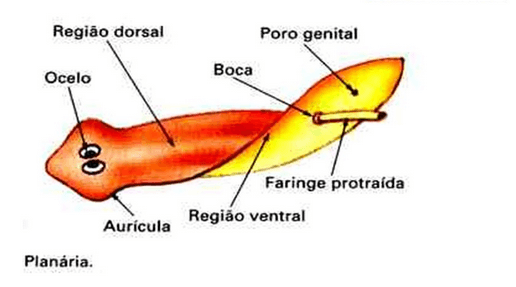 Região dorsal
Poro genital
Ocelo
Boca
Faringe protraída
Região ventral
Aurícula
Planária.